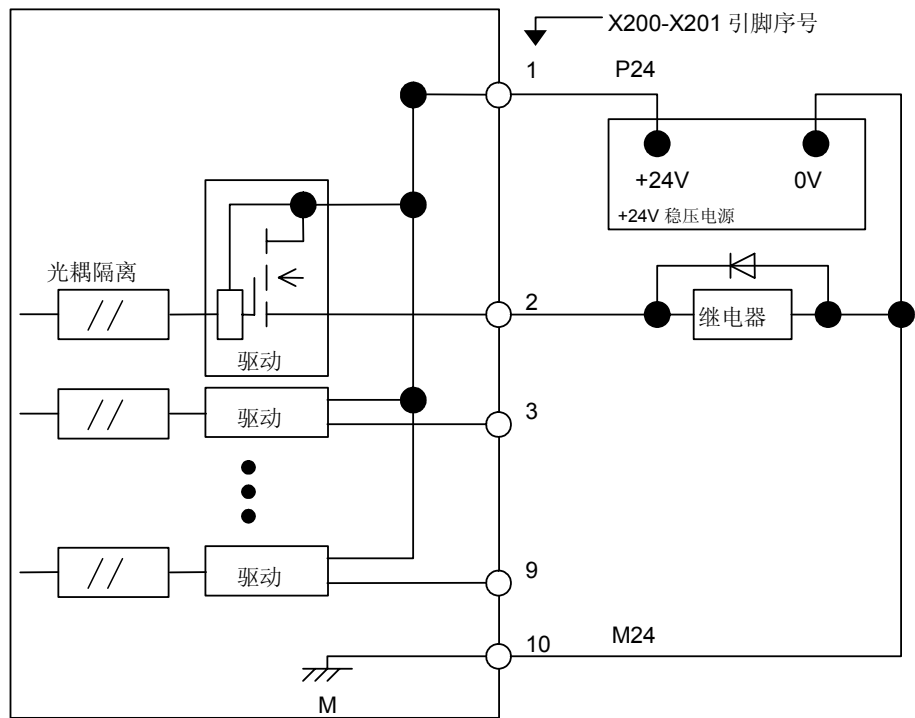 X200-X201 引脚序号
1
P24
+24V
0V
+24V 稳压电源
光耦隔离
//
驱动
2
继电器
//
驱动
3
//
驱动
9
10
M24
M